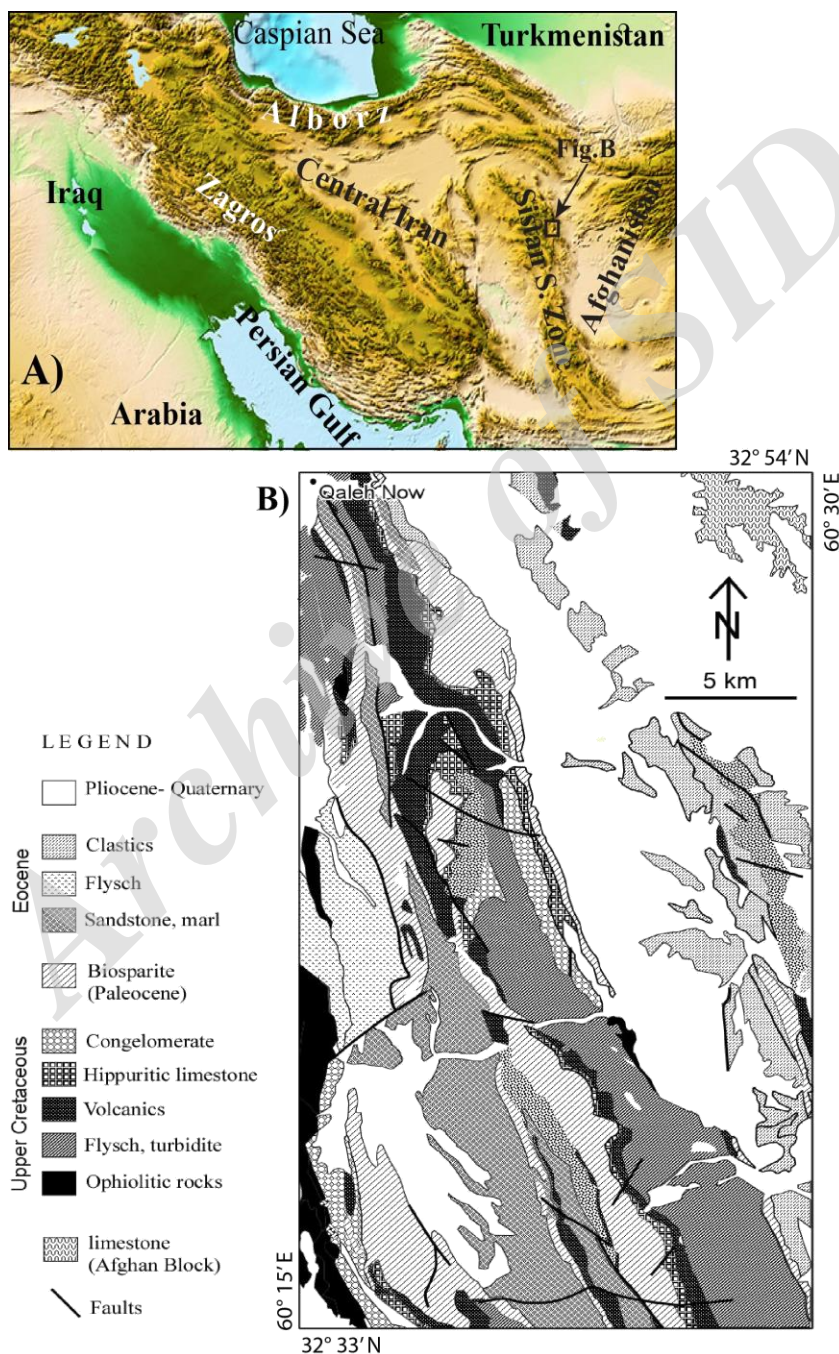 Caspian Sea
Turkmenistan
Alborz
Fig.B
Iraq
Zagros
Central Iran
Sistan S. Zone
Afghanistan
Persian Gulf
A)
Arabia
32° 54′ N
60° 30′ E
B)
Qaleh Now
N
5 km
LEGEND
Pliocene- Quaternary
Eocene
Clastics
Flysch
Sandstone, marl
Biosparite
(Paleocene)
Upper Cretaceous
Congelomerate
Hippuritic limestone
Volcanics
Flysch, turbidite
Ophiolitic rocks
limestone
(Afghan Block)
Faults
60° 15′ E
32° 33′ N
Archive of SID